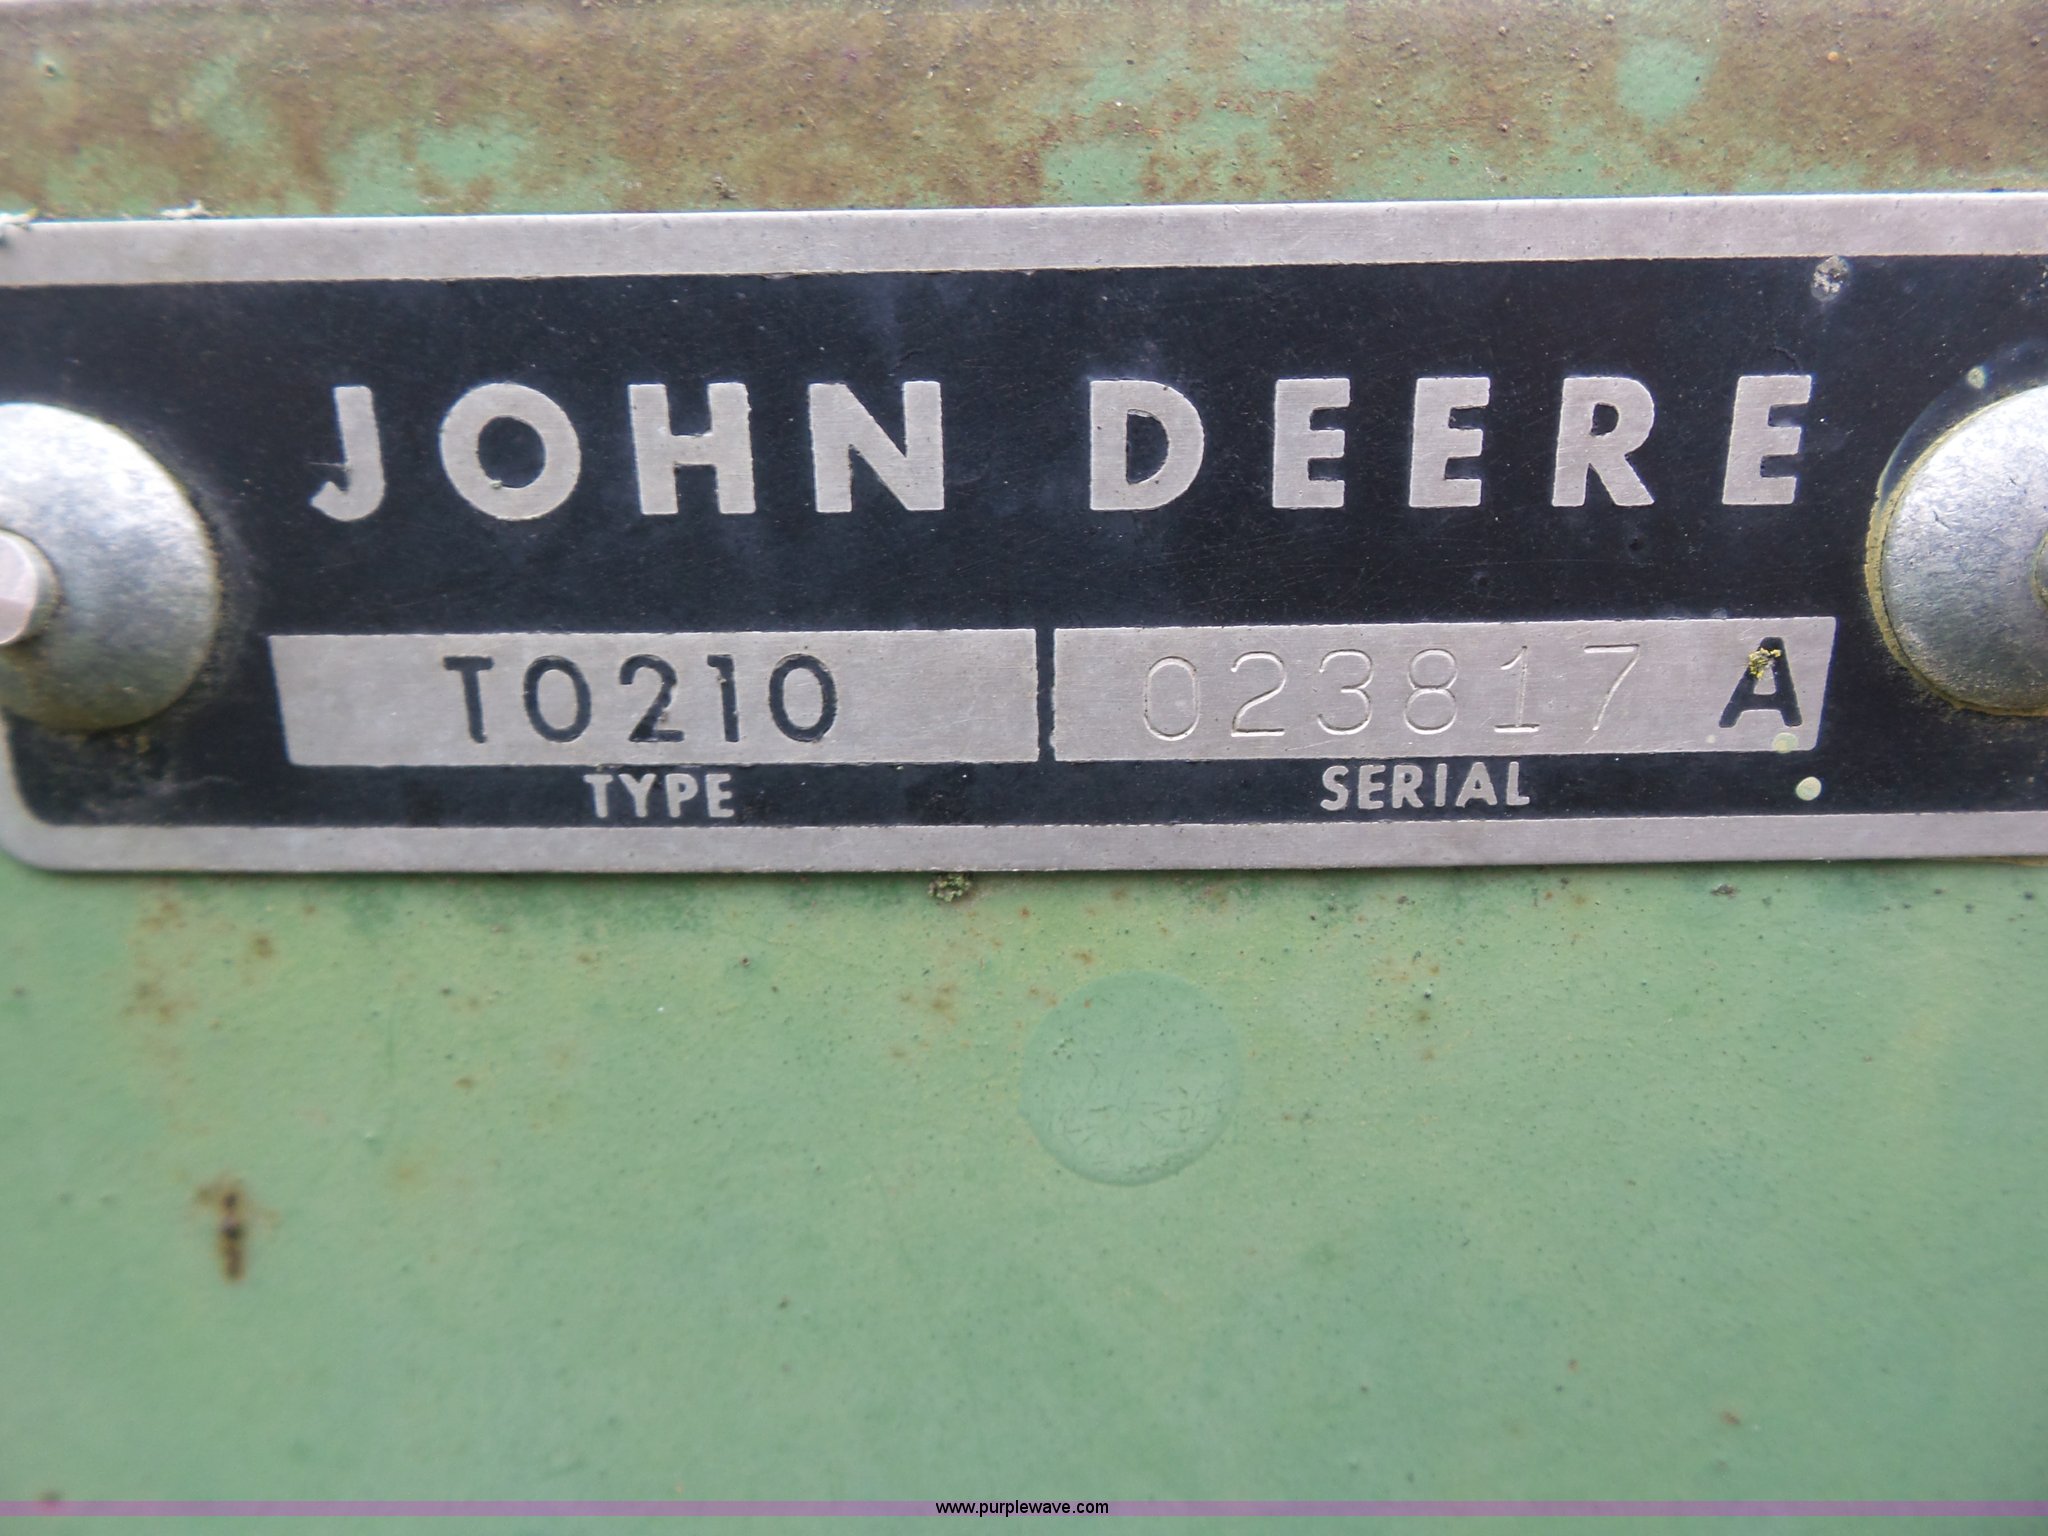 JOHN DEERE
T0210 023817 A
TYPE SERIAL
www.purplewave.com